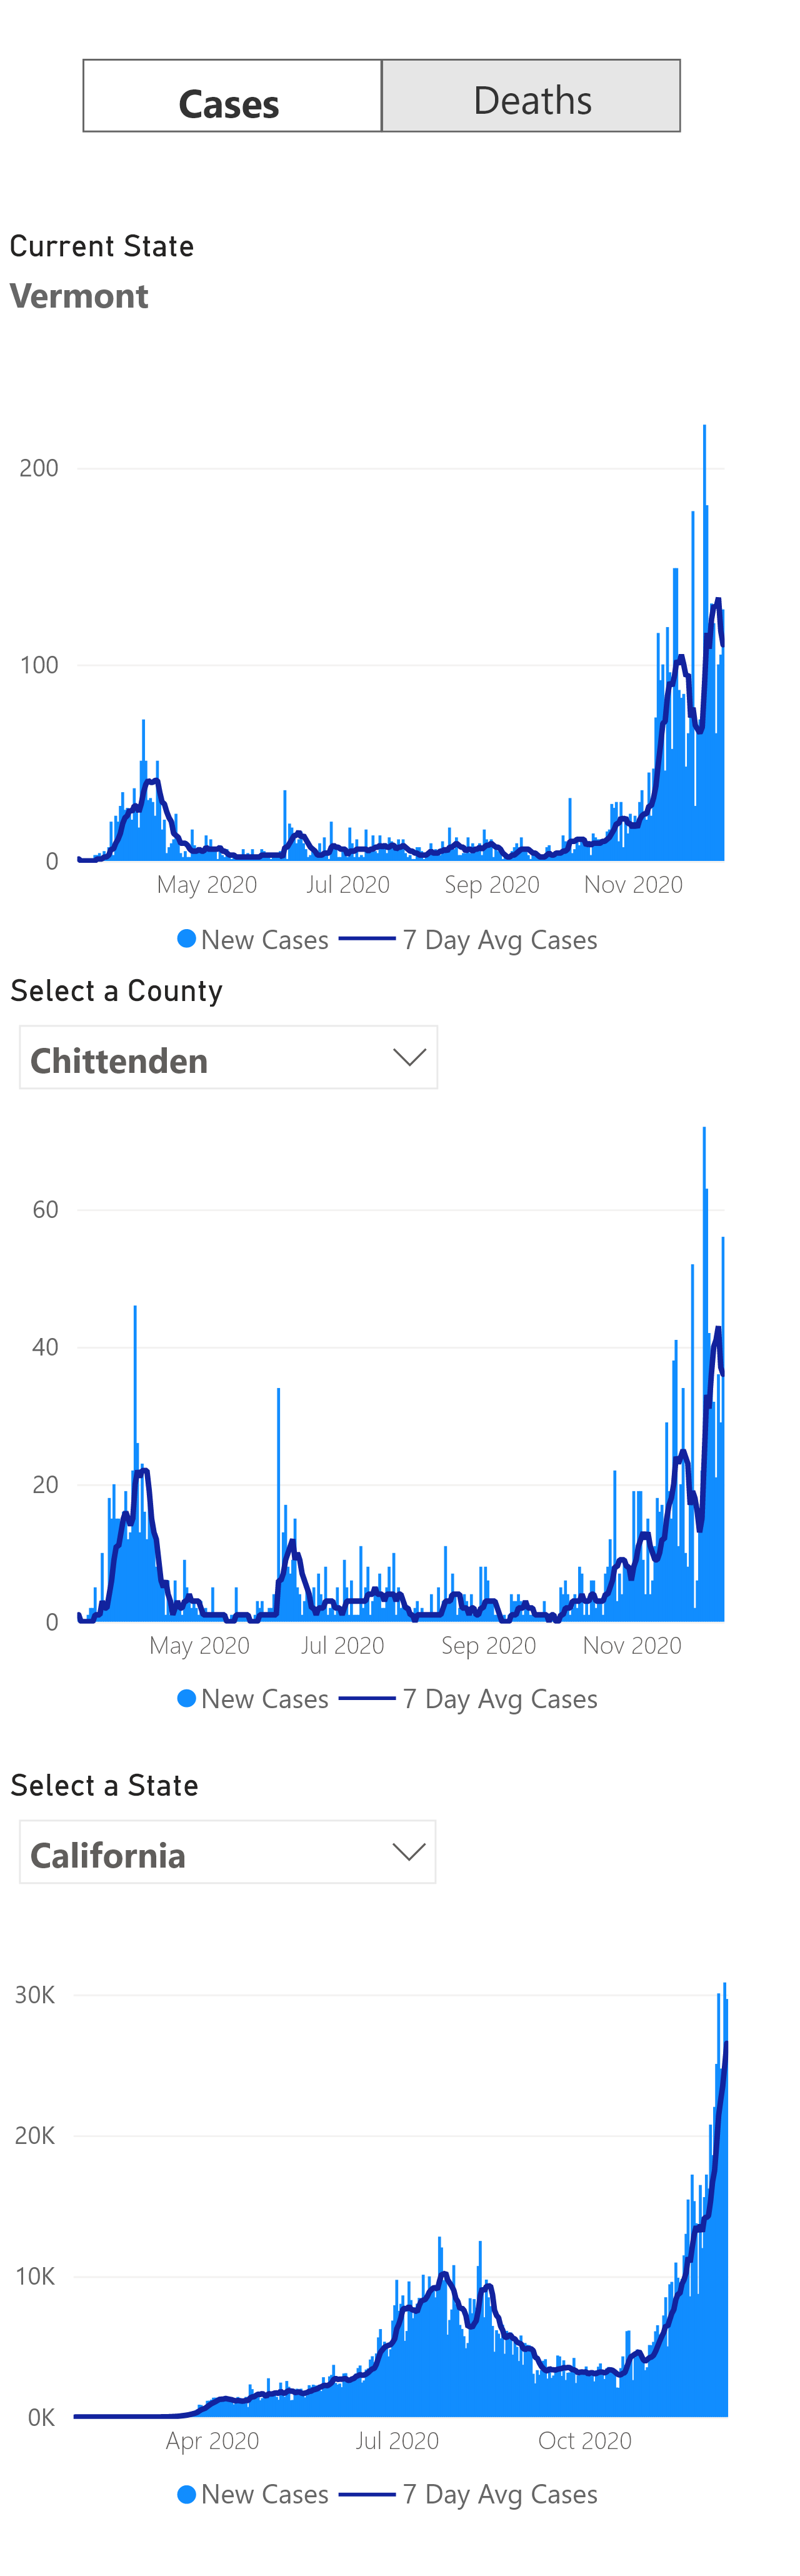 Cases Deaths
Current State
Vermont
200
100
0
May 2020 Jul 2020 Sep 2020 Nov 2020
New Cases 7 Day Avg Cases
Select a County
Chittenden
60
40
20
0
May 2020 Jul 2020 Sep 2020 Nov 2020
New Cases 7 Day Avg Cases
Select a State
California
30K
20K
10K
0K
Apr 2020 Jul 2020 Oct 2020
New Cases 7 Day Avg Cases